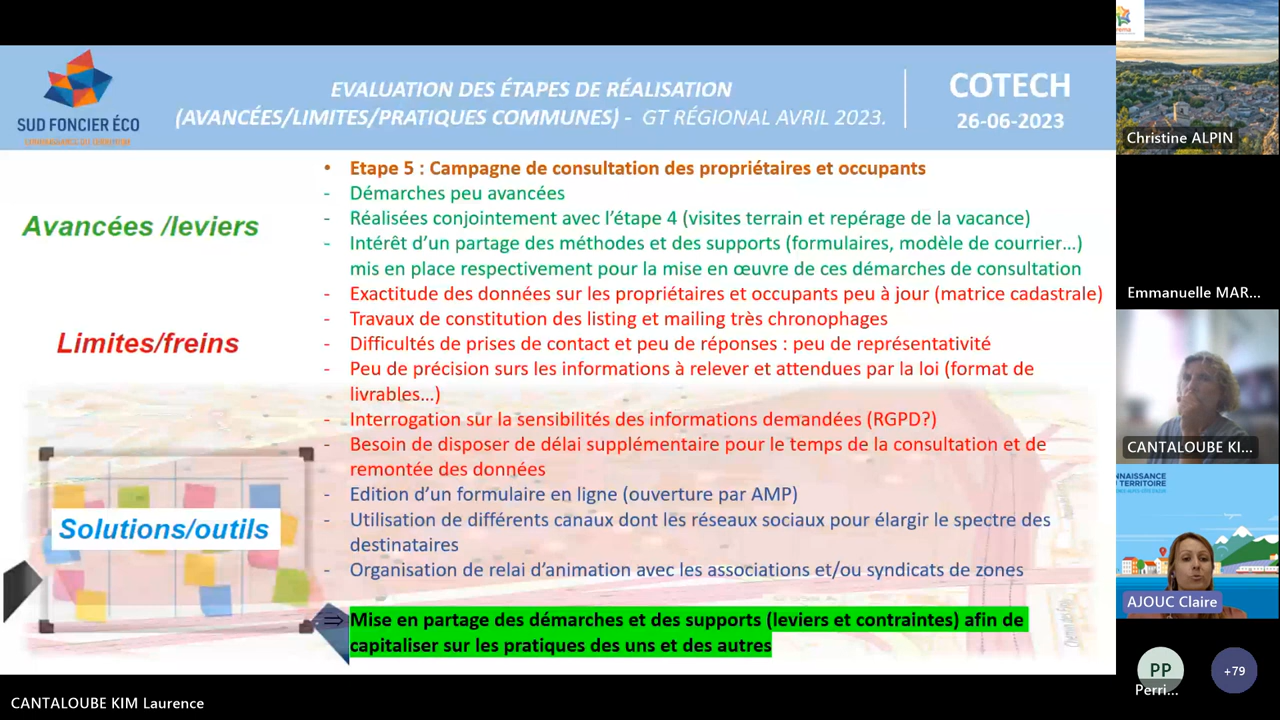 SUD FONCIER ÉCO
CONNAISSANCE DU TERRITOIRE
EVALUATION DES ÉTAPES DE RÉALISATION
(AVANCÉES/LIMITES/PRATIQUES COMMUNES) - GT RÉGIONAL AVRIL 2023.
COTECH
26-06-2023
• Etape 5 : Campagne de consultation des propriétaires et occupants
Avancées /leviers
- Démarches peu avancées
- Réalisées conjointement avec l'étape 4 (visites terrain et repérage de la vacance)
- Intérêt d'un partage des méthodes et des supports (formulaires, modèle de courrier…)
mis en place respectivement pour la mise en œuvre de ces démarches de consultation
Limites/freins
- Exactitude des données sur les propriétaires et occupants peu à jour (matrice cadastrale)
- Travaux de constitution des listing et mailing très chronophages
- Difficultés de prises de contact et peu de réponses : peu de représentativité
- Peu de précision surs les informations à relever et attendues par la loi (format de
livrables…)
- Interrogation sur la sensibilités des informations demandées (RGPD?)
- Besoin de disposer de délai supplémentaire pour le temps de la consultation et de
remontée des données
Solutions/outils
- Edition d'un formulaire en ligne (ouverture par AMP)
- Utilisation de différents canaux dont les réseaux sociaux pour élargir le spectre des
destinataires
- Organisation de relai d'animation avec les associations et/ou syndicats de zones
⇒ Mise en partage des démarches et des supports (leviers et contraintes) afin de
capitaliser sur les pratiques des uns et des autres
Christine ALPIN
Emmanuelle MAR...
CANTALOUBE KI...
AJOUC Claire
PP
Perri...
+79
CANTALOUBE KIM Laurence